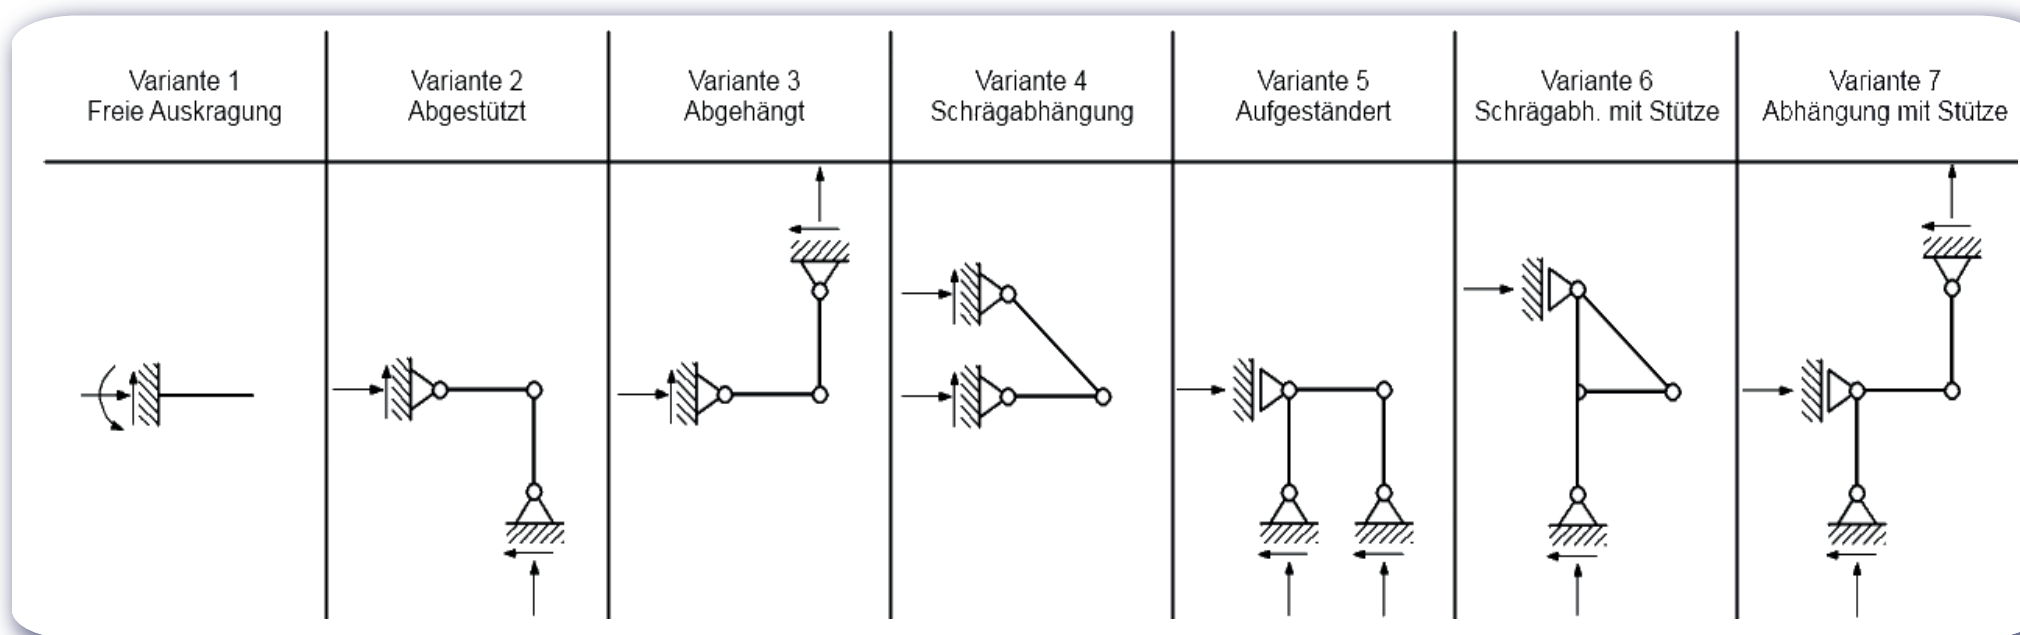 Variante 1
Freie Auskragung
Variante 2
Abgestützt
Variante 3
Abgehängt
Variante 4
Schrägabhängung
Variante 5
Aufgeständert
Variante 6
Schrägabh. mit Stütze
Variante 7
Abhängung mit Stütze